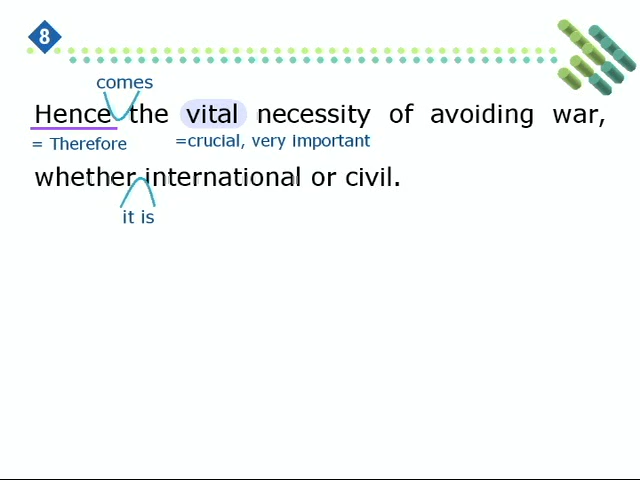 8
comes
Hence the vital necessity of avoiding war,
= Therefore =crucial, very important
whether international or civil.
it is